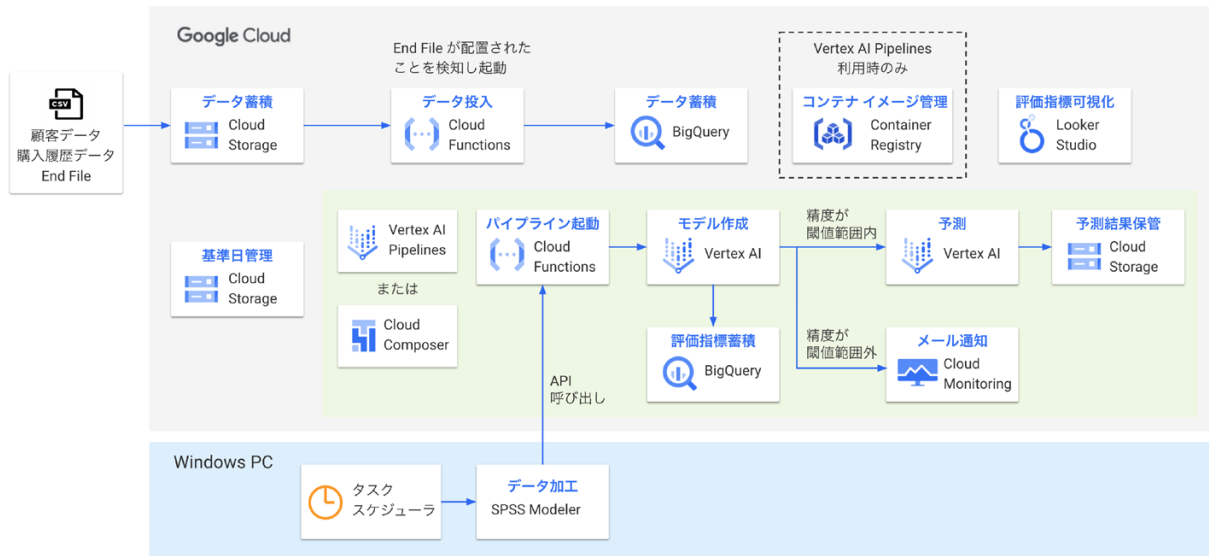 Google Cloud
CSV
顧客データ
購入履歴データ
End File
データ蓄積
Cloud
Storage
End File が配置された
ことを検知し起動
データ投入
Cloud
Functions
データ蓄積
BigQuery
Vertex AI Pipelines
利用時のみ
コンテナ イメージ管理
Container
Registry
評価指標可視化
Looker
Studio
基準日管理
Cloud
Storage
Vertex AI
Pipelines
または
Cloud
Composer
パイプライン起動
Cloud
Functions
モデル作成
Vertex AI
精度が
閾値範囲内
予測
Vertex AI
予測結果保管
Cloud
Storage
評価指標蓄積
BigQuery
精度が
閾値範囲外
メール通知
Cloud
Monitoring
API
呼び出し
Windows PC
タスク
スケジューラ
データ加工
SPSS Modeler